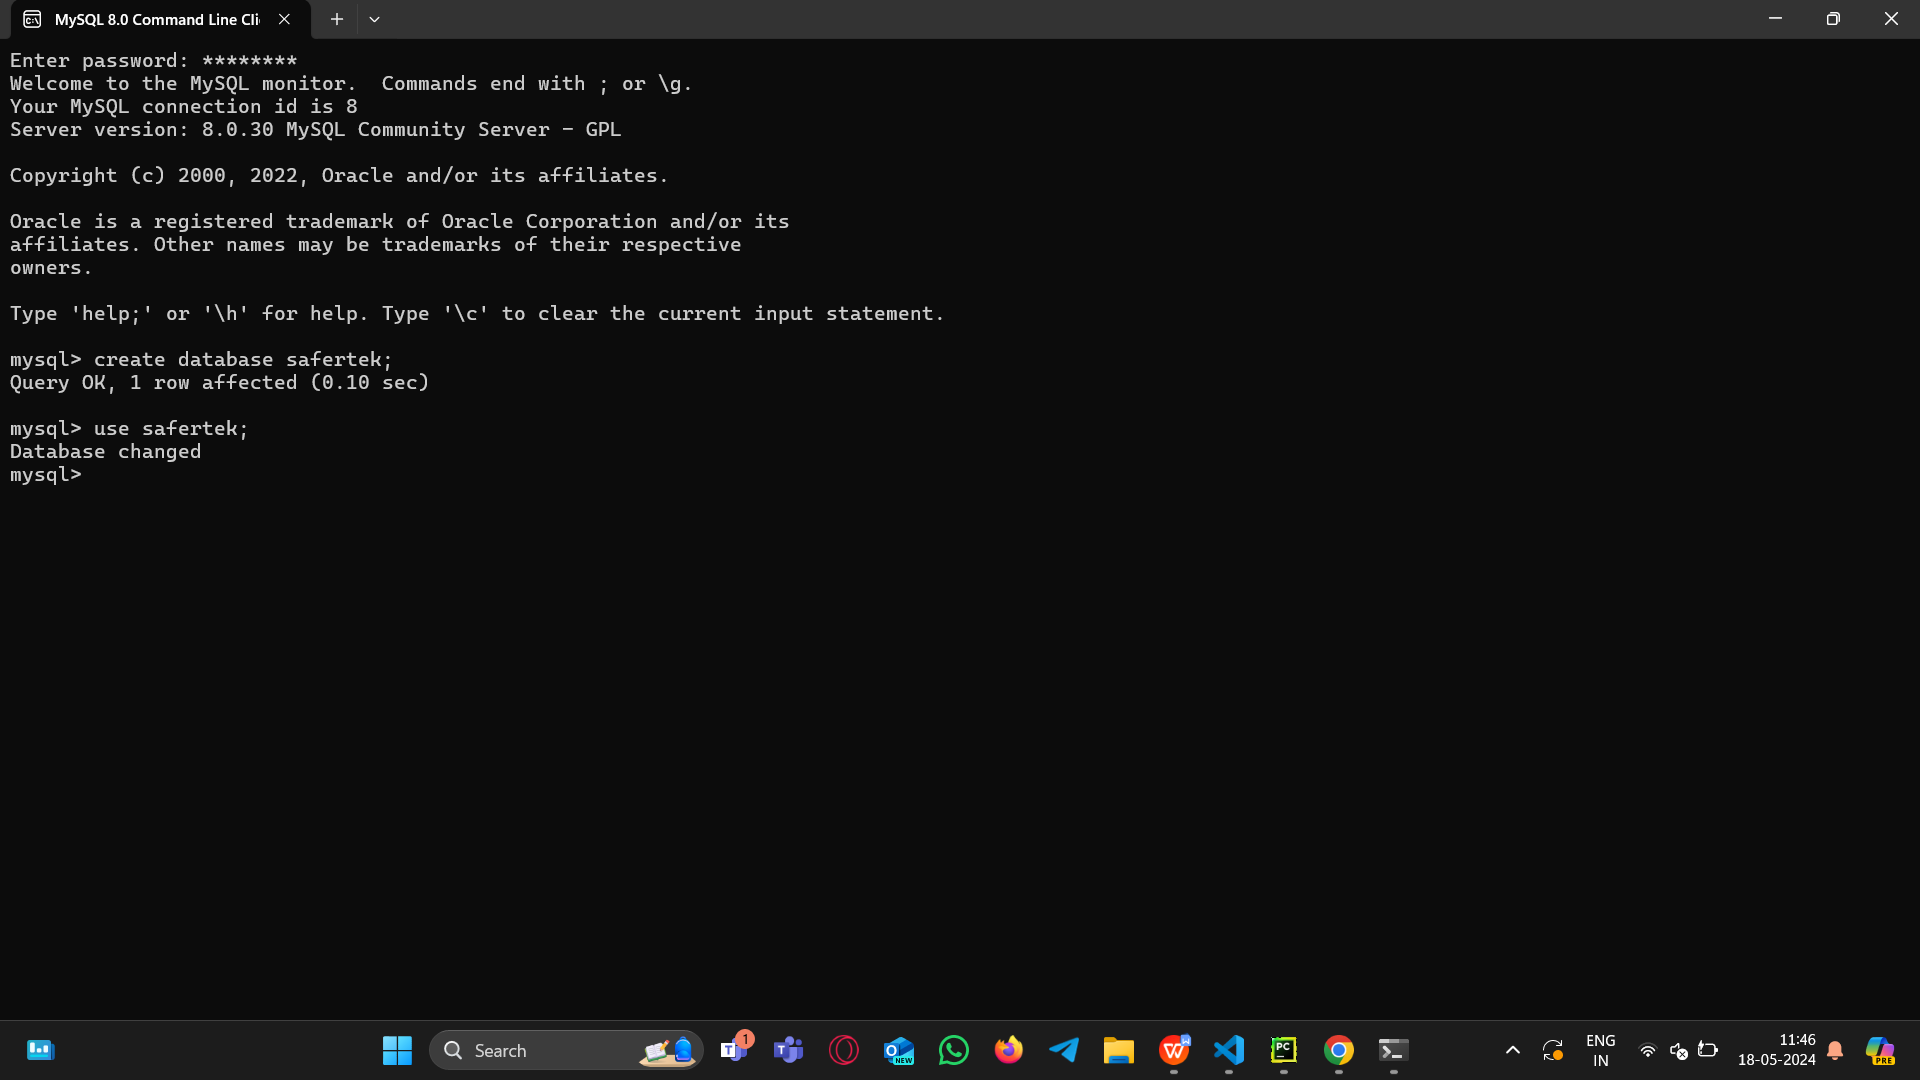 MySQL 8.0 Command Line Cli
Enter password: ********
Welcome to the MySQL monitor.  Commands end with ; or \g.
Your MySQL connection id is 8
Server version: 8.0.30 MySQL Community Server - GPL
Copyright (c) 2000, 2022, Oracle and/or its affiliates.
Oracle is a registered trademark of Oracle Corporation and/or its
affiliates. Other names may be trademarks of their respective
owners.
Type 'help;' or '\h' for help. Type '\c' to clear the current input statement.
mysql> create database safertek;
Query OK, 1 row affected (0.10 sec)
mysql> use safertek;
Database changed
mysql>
Search
1
NEW
PC
ENG
IN
11:46
18-05-2024
PRE